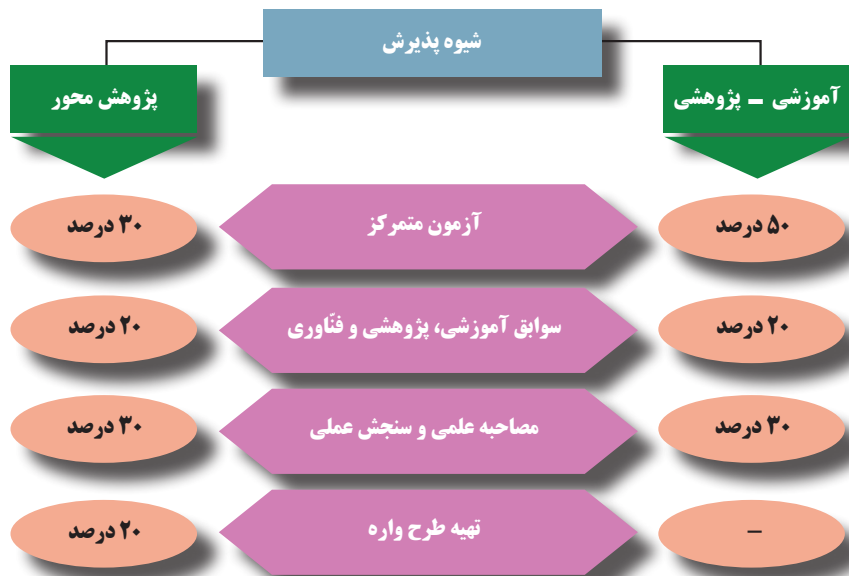 شیوه پذیرش
آموزشی – پژوهشی
پژوهش محور
۵۰ درصد
آزمون متمرکز
۳۰ درصد
۲۰ درصد
سوابق آموزشی، پژوهشی و فنّاوری
۲۰ درصد
۳۰ درصد
مصاحبه علمی و سنجش عملی
۳۰ درصد
–
تهیه طرح واره
۲۰ درصد